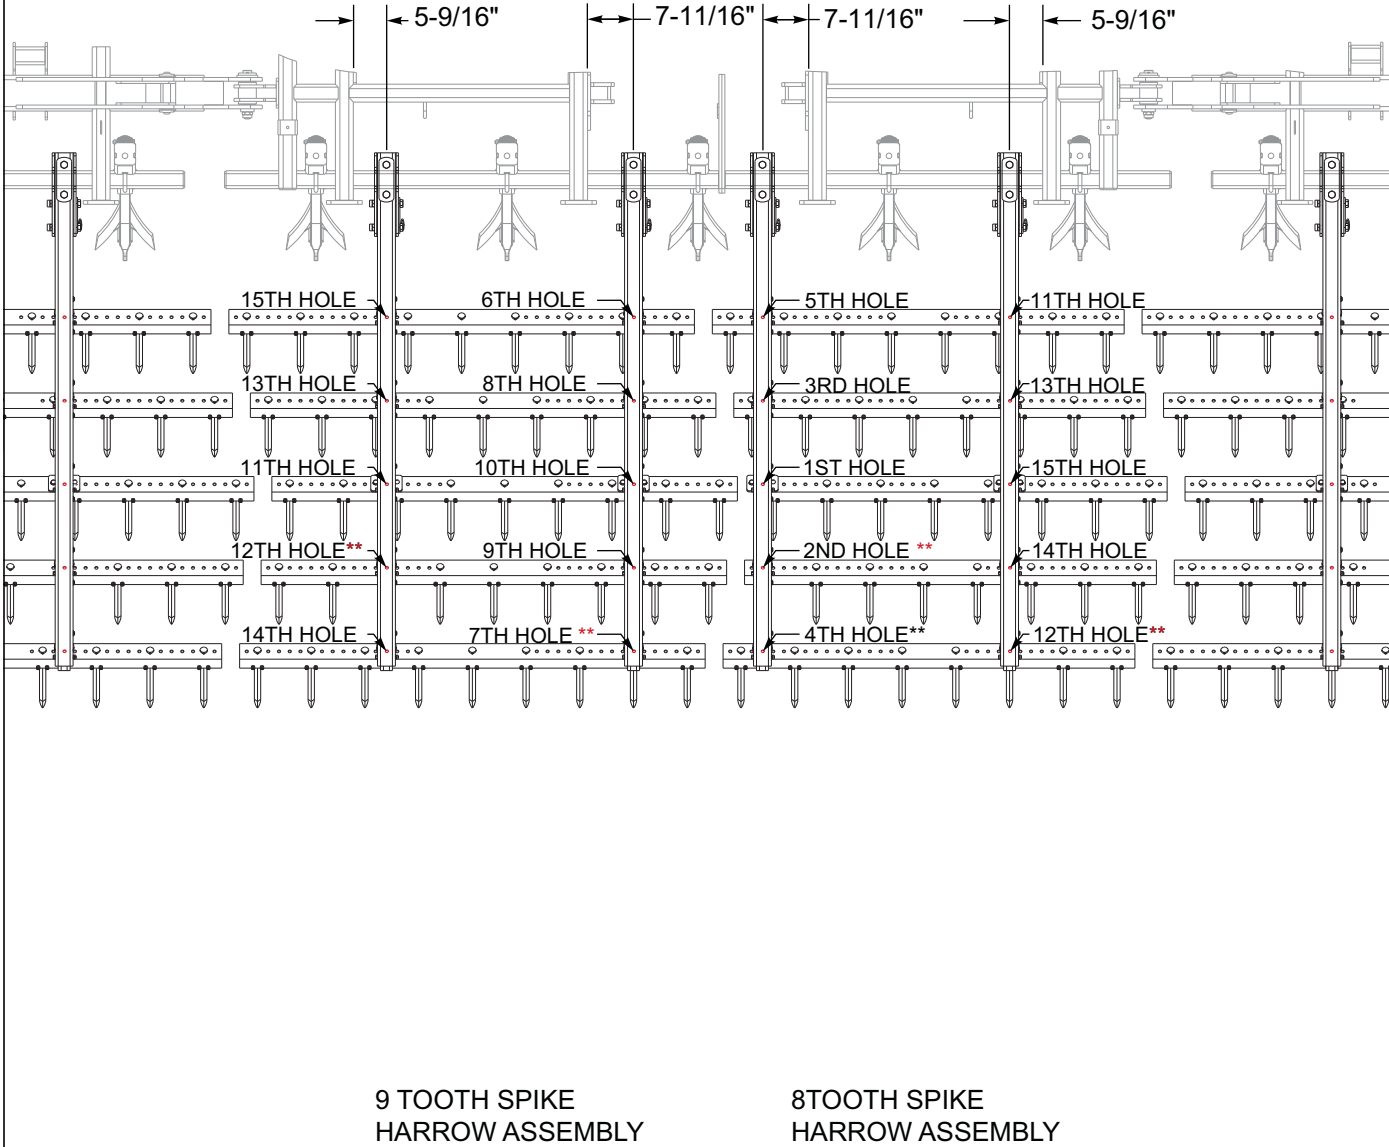 5-9/16" 7-11/16" 7-11/16" 5-9/16"
15TH HOLE 6TH HOLE 5TH HOLE 11TH HOLE
13TH HOLE 8TH HOLE 3RD HOLE 13TH HOLE
11TH HOLE 10TH HOLE 1ST HOLE 15TH HOLE
12TH HOLE** 9TH HOLE 2ND HOLE ** 14TH HOLE
14TH HOLE 7TH HOLE ** 4TH HOLE** 12TH HOLE**
9 TOOTH SPIKE
HARROW ASSEMBLY
8TOOTH SPIKE
HARROW ASSEMBLY